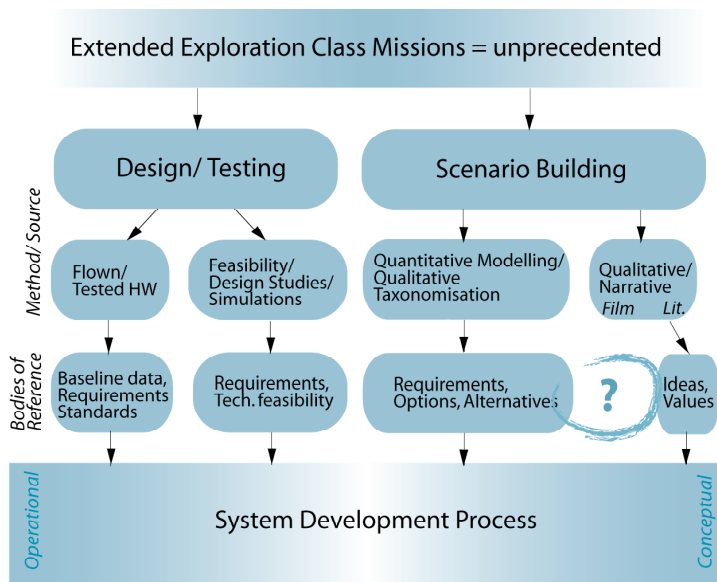 Extended Exploration Class Missions = unprecedented
Design/ Testing
Scenario Building
Method/ Source
Flown/
Tested HW
Feasibility/
Design Studies/
Simulations
Quantitative Modelling/
Qualitative
Taxonomisation
Qualitative/
Narrative
Film Lit.
Bodies of
Reference
Baseline data,
Requirements
Standards
Requirements,
Tech. feasibility
Requirements,
Options, Alternatives
?
Ideas,
Values
Operational
System Development Process
Conceptual